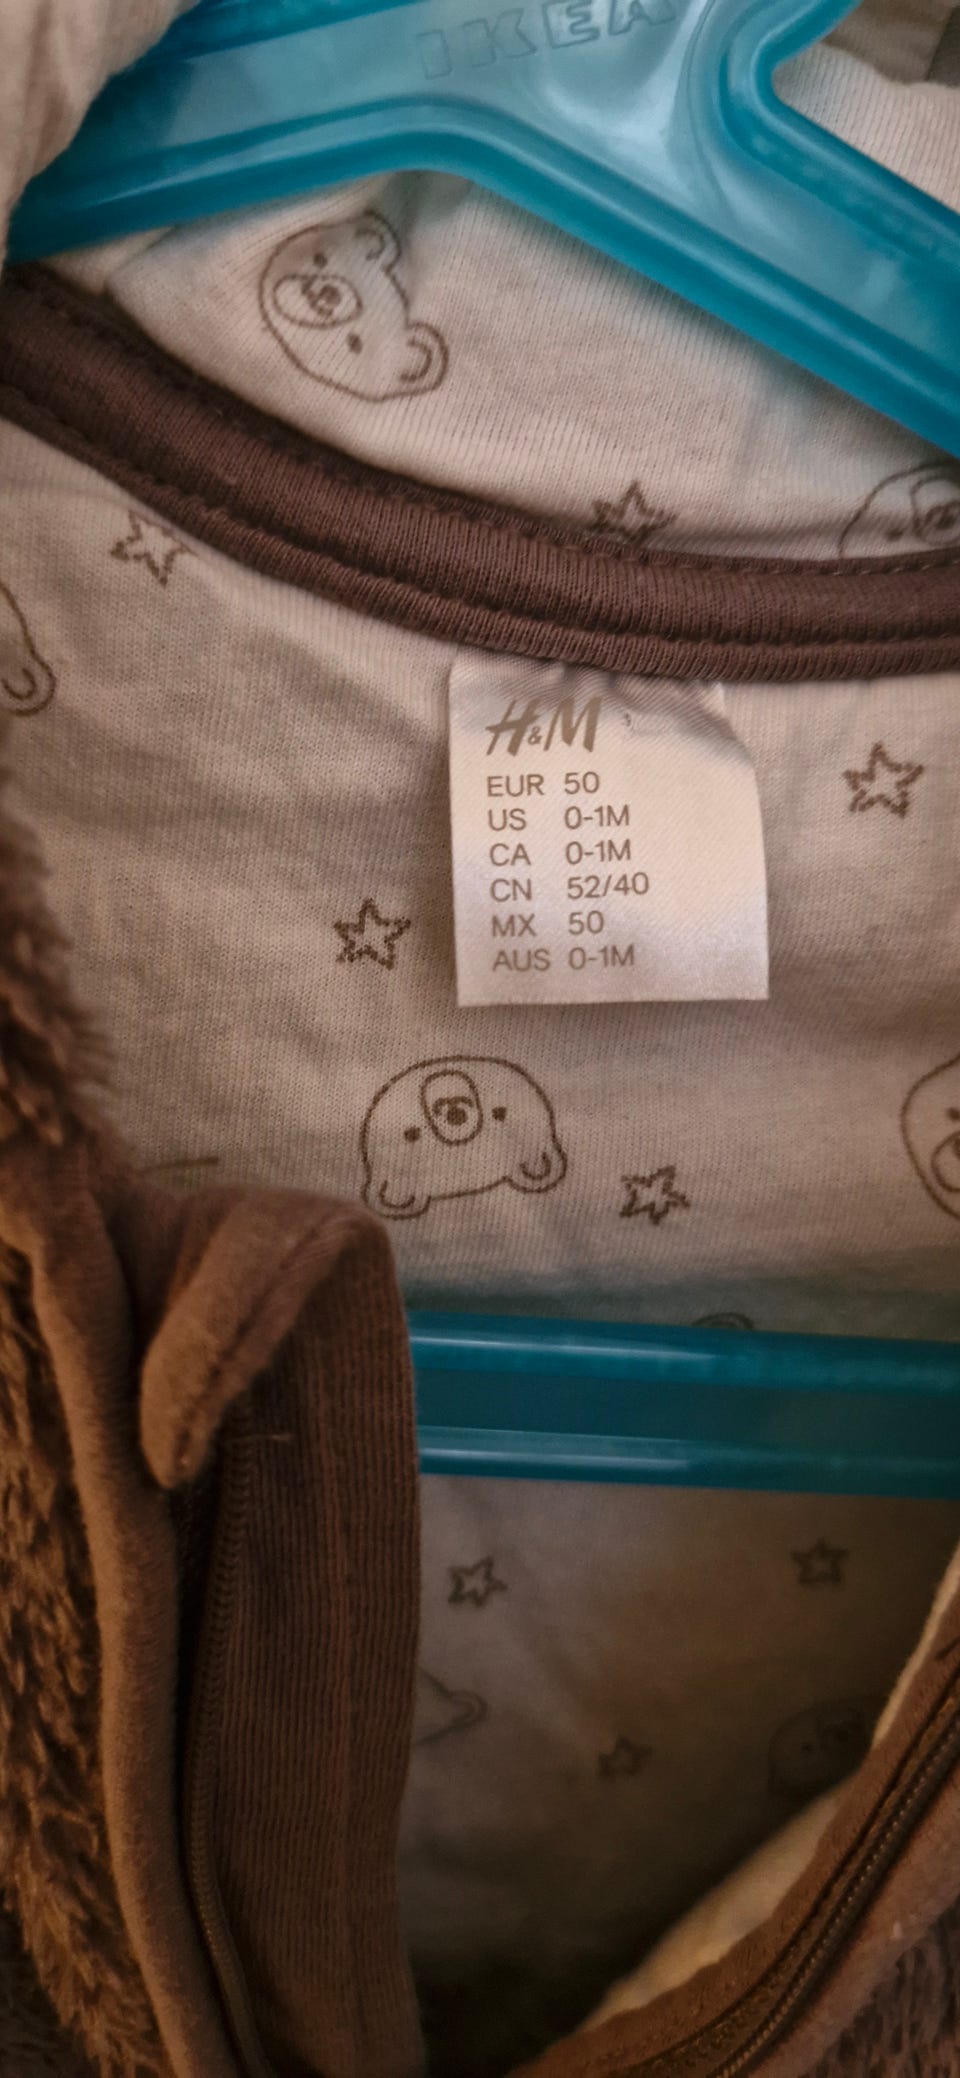 IKEA
H&M
EUR 50
US 0-1M
CA 0-1M
CN 52/40
MX 50
AUS 0-1M